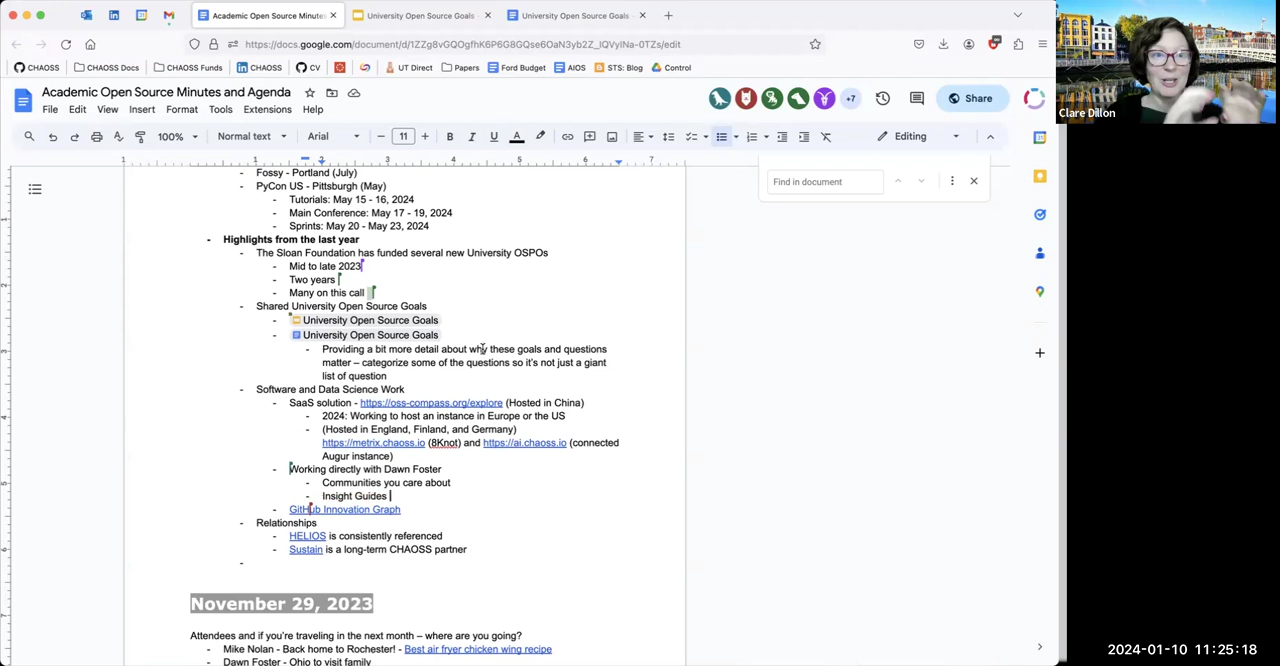 Academic Open Source Minutes
University Open Source Goals
University Open Source Goals
https://docs.google.com/document/d/1ZZg8vGQOgfhK6P6G8GQse6OaN3yb2Z_IQVyINa-0TZs/edit
CHAOSS
CHAOSS Docs
CHAOSS Funds
CHAOSS
CV
UT Direct
Papers
Ford Budget
AIOS
STS: Blog
Control
Clare Dillon
Academic Open Source Minutes and Agenda
File Edit View Insert Format Tools Extensions Help
+7
Share
100% Normal text Arial 11 B I U A Editing
1 1 2 3 4 5 6 7
Find in document
- Fossy - Portland (July)
- PyCon US - Pittsburgh (May)
- Tutorials: May 15 - 16, 2024
- Main Conference: May 17 - 19, 2024
- Sprints: May 20 - May 23, 2024
- Highlights from the last year
- The Sloan Foundation has funded several new University OSPOs
- Mid to late 2023
- Two years
- Many on this call
- Shared University Open Source Goals
- University Open Source Goals
- University Open Source Goals
- Providing a bit more detail about why these goals and questions
matter – categorize some of the questions so it's not just a giant
list of question
- Software and Data Science Work
- SaaS solution - https://oss-compass.org/explore (Hosted in China)
- 2024: Working to host an instance in Europe or the US
- (Hosted in England, Finland, and Germany)
https://metrix.chaoss.io (8Knot) and https://ai.chaoss.io (connected
Augur instance)
- Working directly with Dawn Foster
- Communities you care about
- Insight Guides
- GitHub Innovation Graph
- Relationships
- HELIOS is consistently referenced
- Sustain is a long-term CHAOSS partner
-
November 29, 2023
Attendees and if you're traveling in the next month – where are you going?
- Mike Nolan - Back home to Rochester! - Best air fryer chicken wing recipe
- Dawn Foster - Ohio to visit family
2024-01-10 11:25:18